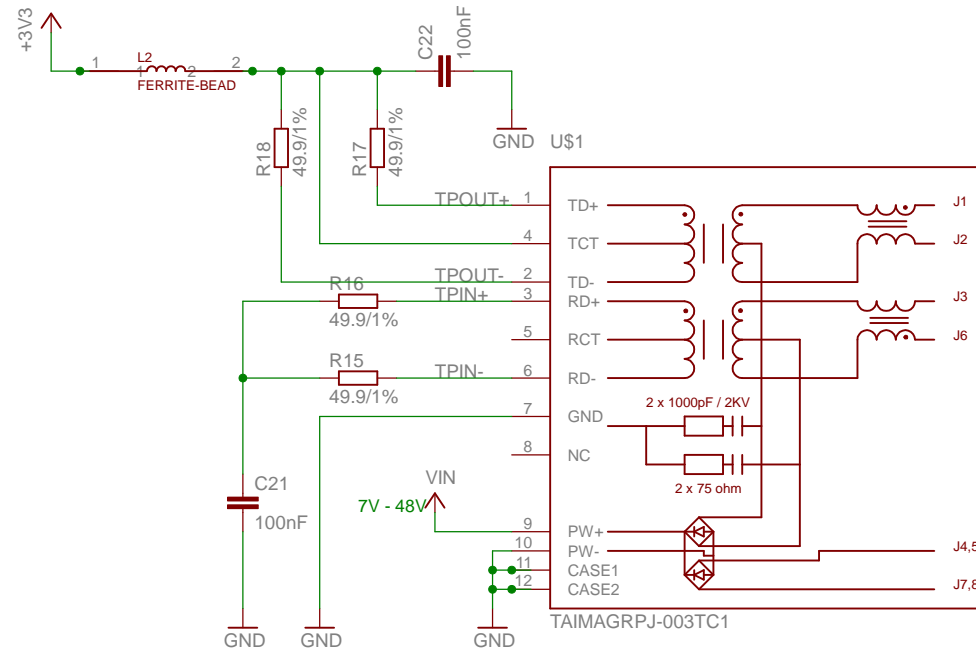 +3V3
1
L2
1
2
2
FERRITE-BEAD
C22
100nF
GND
U$1
R18
49.9/1%
R17
49.9/1%
TPOUT+
1
TD+
J1
4
TCT
J2
TPOUT-
2
TD-
R16
49.9/1%
TPIN+
3
RD+
J3
5
RCT
J6
R15
49.9/1%
TPIN-
6
RD-
7
GND
2 x 1000pF / 2KV
8
NC
2 x 75 ohm
C21
100nF
VIN
7V - 48V
9
PW+
10
PW-
J4,5
11
CASE1
12
CASE2
J7,8
TAIMAGRPJ-003TC1
GND
GND
GND